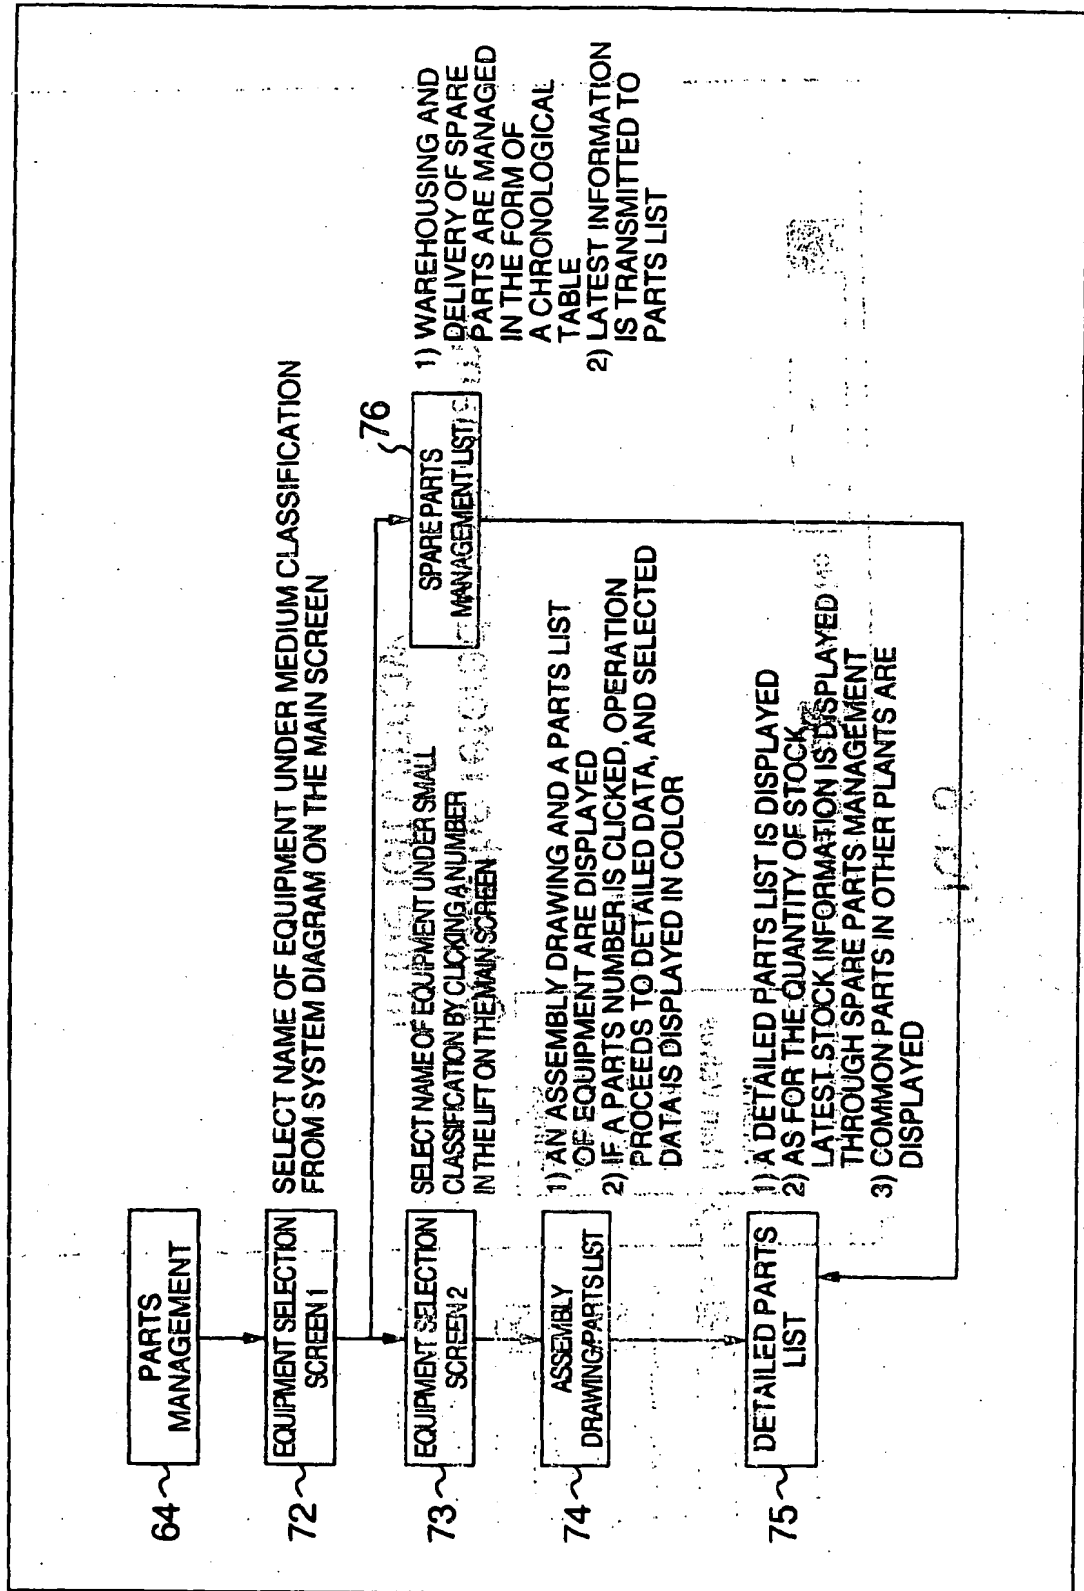 64
PARTS
MANAGEMENT
72
EQUIPMENT SELECTION
SCREEN 1
SELECT NAME OF EQUIPMENT UNDER MEDIUM CLASSIFICATION
FROM SYSTEM DIAGRAM ON THE MAIN SCREEN
73
EQUIPMENT SELECTION
SCREEN 2
SELECT NAME OF EQUIPMENT UNDER SMALL
CLASSIFICATION BY CLICKING A NUMBER
IN THE LIFT ON THE MAIN SCREEN
76
SPARE PARTS
MANAGEMENT LIST
1) WAREHOUSING AND
DELIVERY OF SPARE
PARTS ARE MANAGED
IN THE FORM OF
A CHRONOLOGICAL
TABLE
2) LATEST INFORMATION
IS TRANSMITTED TO
PARTS LIST
74
ASSEMBLY
DRAWING/PARTS LIST
1) AN ASSEMBLY DRAWING AND A PARTS LIST
OF EQUIPMENT ARE DISPLAYED
2) IF A PARTS NUMBER IS CLICKED, OPERATION
PROCEEDS TO DETAILED DATA, AND SELECTED
DATA IS DISPLAYED IN COLOR
75
DETAILED PARTS
LIST
1) A DETAILED PARTS LIST IS DISPLAYED
2) AS FOR THE QUANTITY OF STOCK
LATEST STOCK INFORMATION IS DISPLAYED
THROUGH SPARE PARTS MANAGEMENT
3) COMMON PARTS IN OTHER PLANTS ARE
DISPLAYED